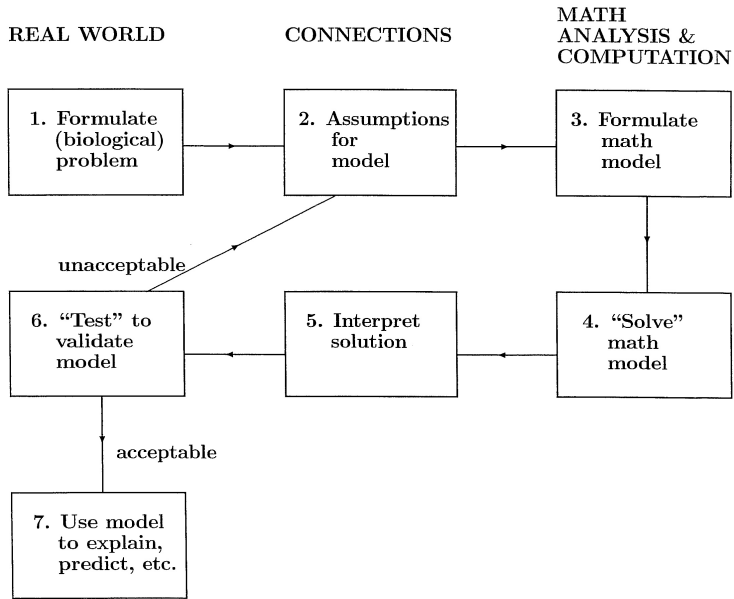 REAL WORLD
CONNECTIONS
MATH
ANALYSIS &
COMPUTATION
1. Formulate
(biological)
problem
2. Assumptions
for
model
3. Formulate
math
model
unacceptable
6. “Test” to
validate
model
5. Interpret
solution
4. “Solve”
math
model
acceptable
7. Use model
to explain,
predict, etc.